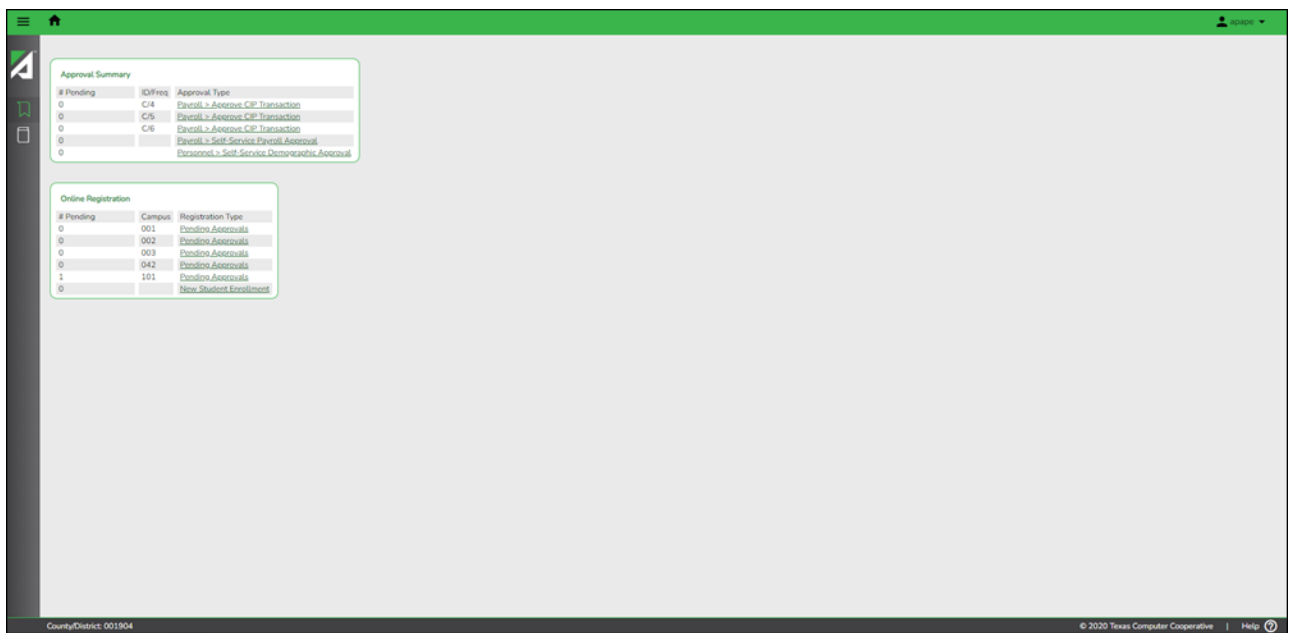 apape
Approval Summary
# Pending ID/Freq Approval Type
0 C/4 Payroll > Approve CIP Transaction
0 C/5 Payroll > Approve CIP Transaction
0 C/6 Payroll > Approve CIP Transaction
0 Payroll > Self-Service Payroll Approval
0 Personnel > Self-Service Demographic Approval
Online Registration
# Pending Campus Registration Type
0 001 Pending Approvals
0 002 Pending Approvals
0 003 Pending Approvals
0 042 Pending Approvals
1 101 Pending Approvals
0 New Student Enrollment
County/District: 001904 © 2020 Texas Computer Cooperative | Help ?